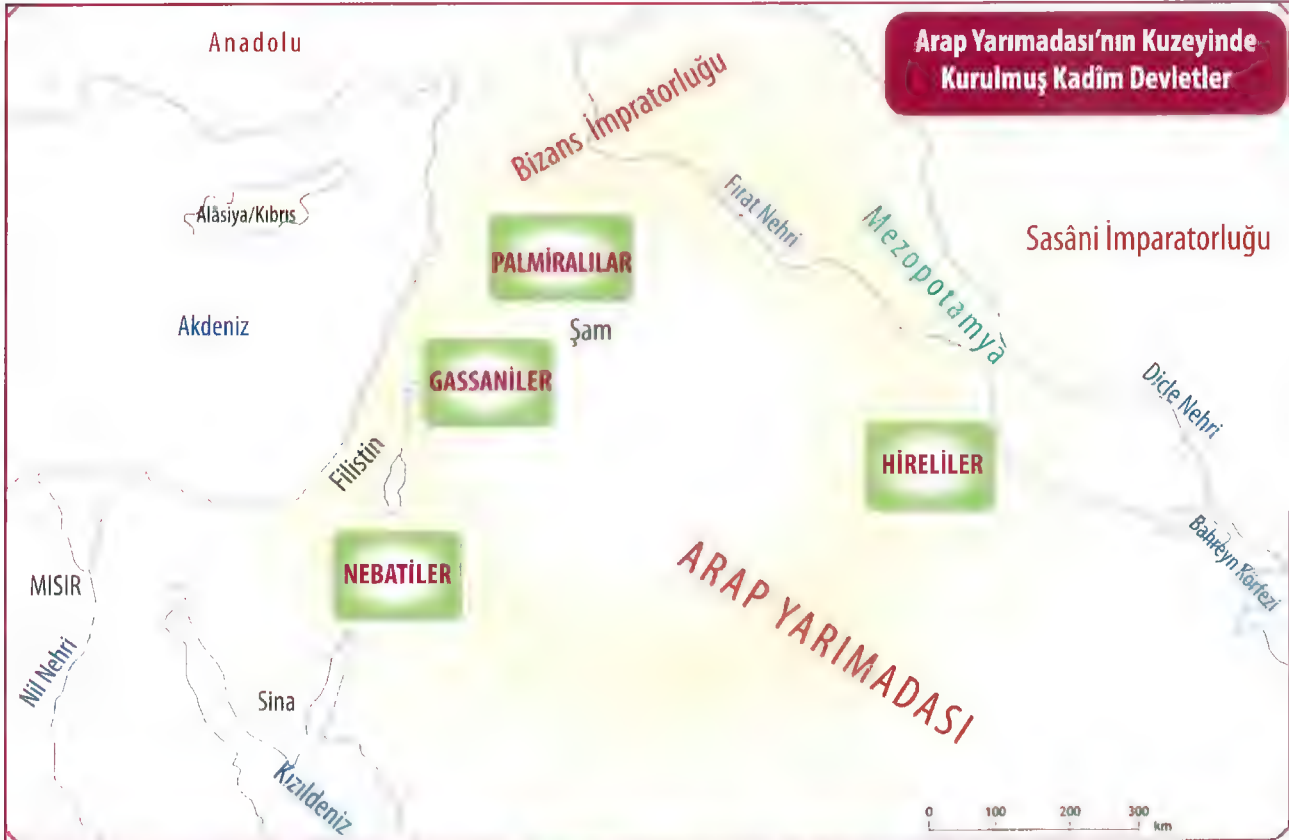 Arap Yarımadası'nın Kuzeyinde
Kurulmuş Kadîm Devletler
Anadolu
Bizans İmpratorluğu
Alâsiya/Kıbrıs
Fırat Nehri
Mezopotamya
Sasâni İmparatorluğu
PALMİRALILAR
Akdeniz
Şam
GASSANİLER
Dicle Nehri
Filistin
HİRELİLER
Bahreyn Körfezi
NEBATİLER
ARAP YARIMADASI
MISIR
Nil Nehri
Sina
Kızıldeniz
0 100 200 300
km